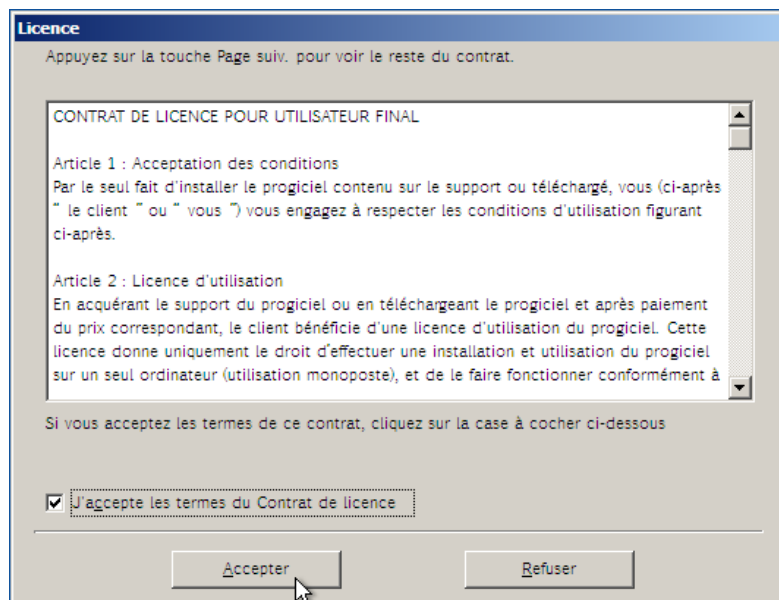 Licence
Appuyez sur la touche Page suiv. pour voir le reste du contrat.
CONTRAT DE LICENCE POUR UTILISATEUR FINAL
Article 1 : Acceptation des conditions
Par le seul fait d'installer le progiciel contenu sur le support ou téléchargé, vous (ci-après
" le client " ou " vous ") vous engagez à respecter les conditions d'utilisation figurant
ci-après.
Article 2 : Licence d'utilisation
En acquérant le support du progiciel ou en téléchargeant le progiciel et après paiement
du prix correspondant, le client bénéficie d'une licence d'utilisation du progiciel. Cette
licence donne uniquement le droit d'effectuer une installation et utilisation du progiciel
sur un seul ordinateur (utilisation monoposte), et de le faire fonctionner conformément à
Si vous acceptez les termes de ce contrat, cliquez sur la case à cocher ci-dessous
J'accepte les termes du Contrat de licence
Accepter
Refuser